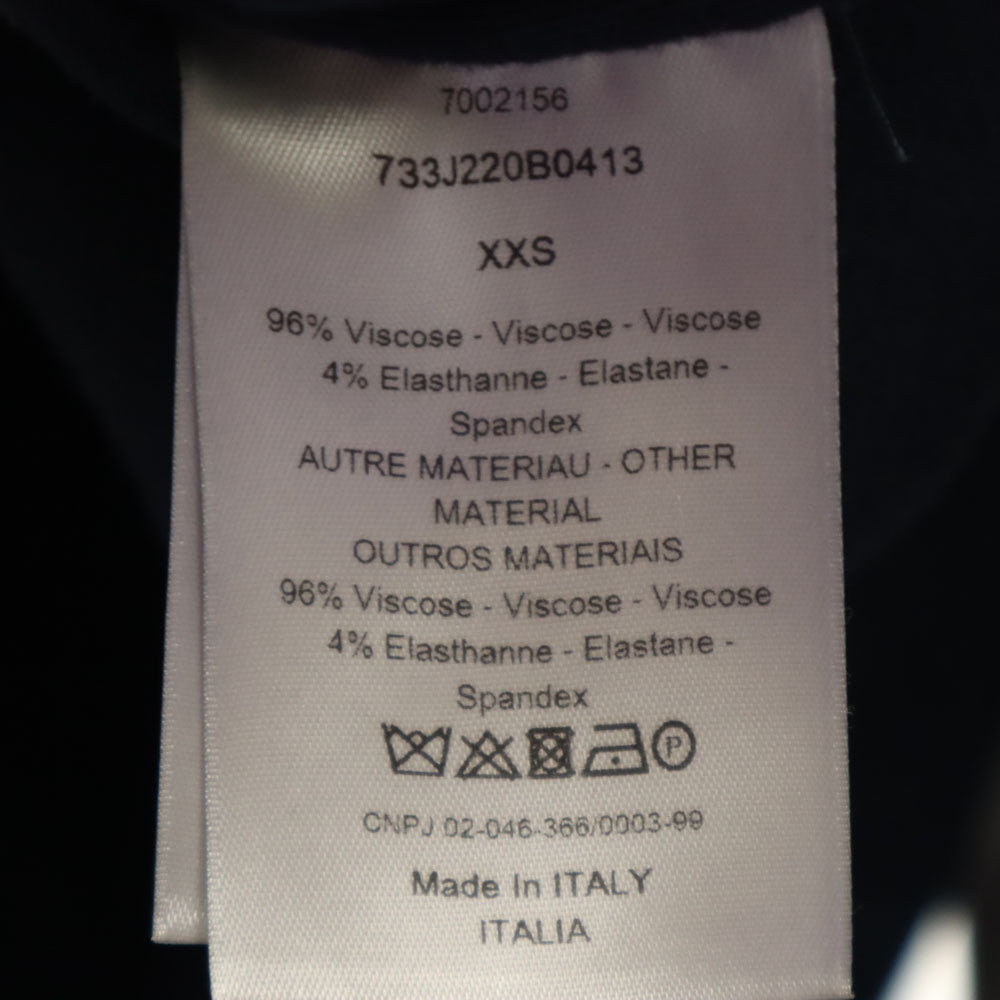 7002156
733J220B0413
XXS
96% Viscose - Viscose - Viscose
4% Elasthanne - Elastane -
Spandex
AUTRE MATERIAU - OTHER
MATERIAL
OUTROS MATERIAIS
96% Viscose - Viscose - Viscose
4% Elasthanne - Elastane -
Spandex
P
CNPJ 02-046-366/0003-99
Made In ITALY
ITALIA